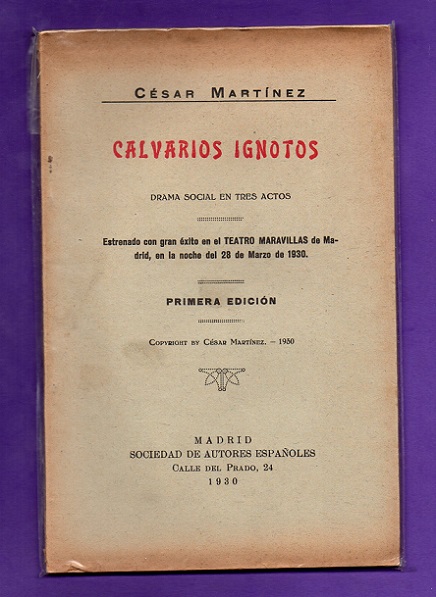 CÉSAR MARTÍNEZ
CALVARIOS IGNOTOS
DRAMA SOCIAL EN TRES ACTOS
Estrenado con gran éxito en el TEATRO MARAVILLAS de Ma-
drid, en la noche del 28 de Marzo de 1930.
PRIMERA EDICIÓN
COPYRIGHT BY CÉSAR MARTÍNEZ. – 1930
MADRID
SOCIEDAD DE AUTORES ESPAÑOLES
CALLE DEL PRADO, 24
1930